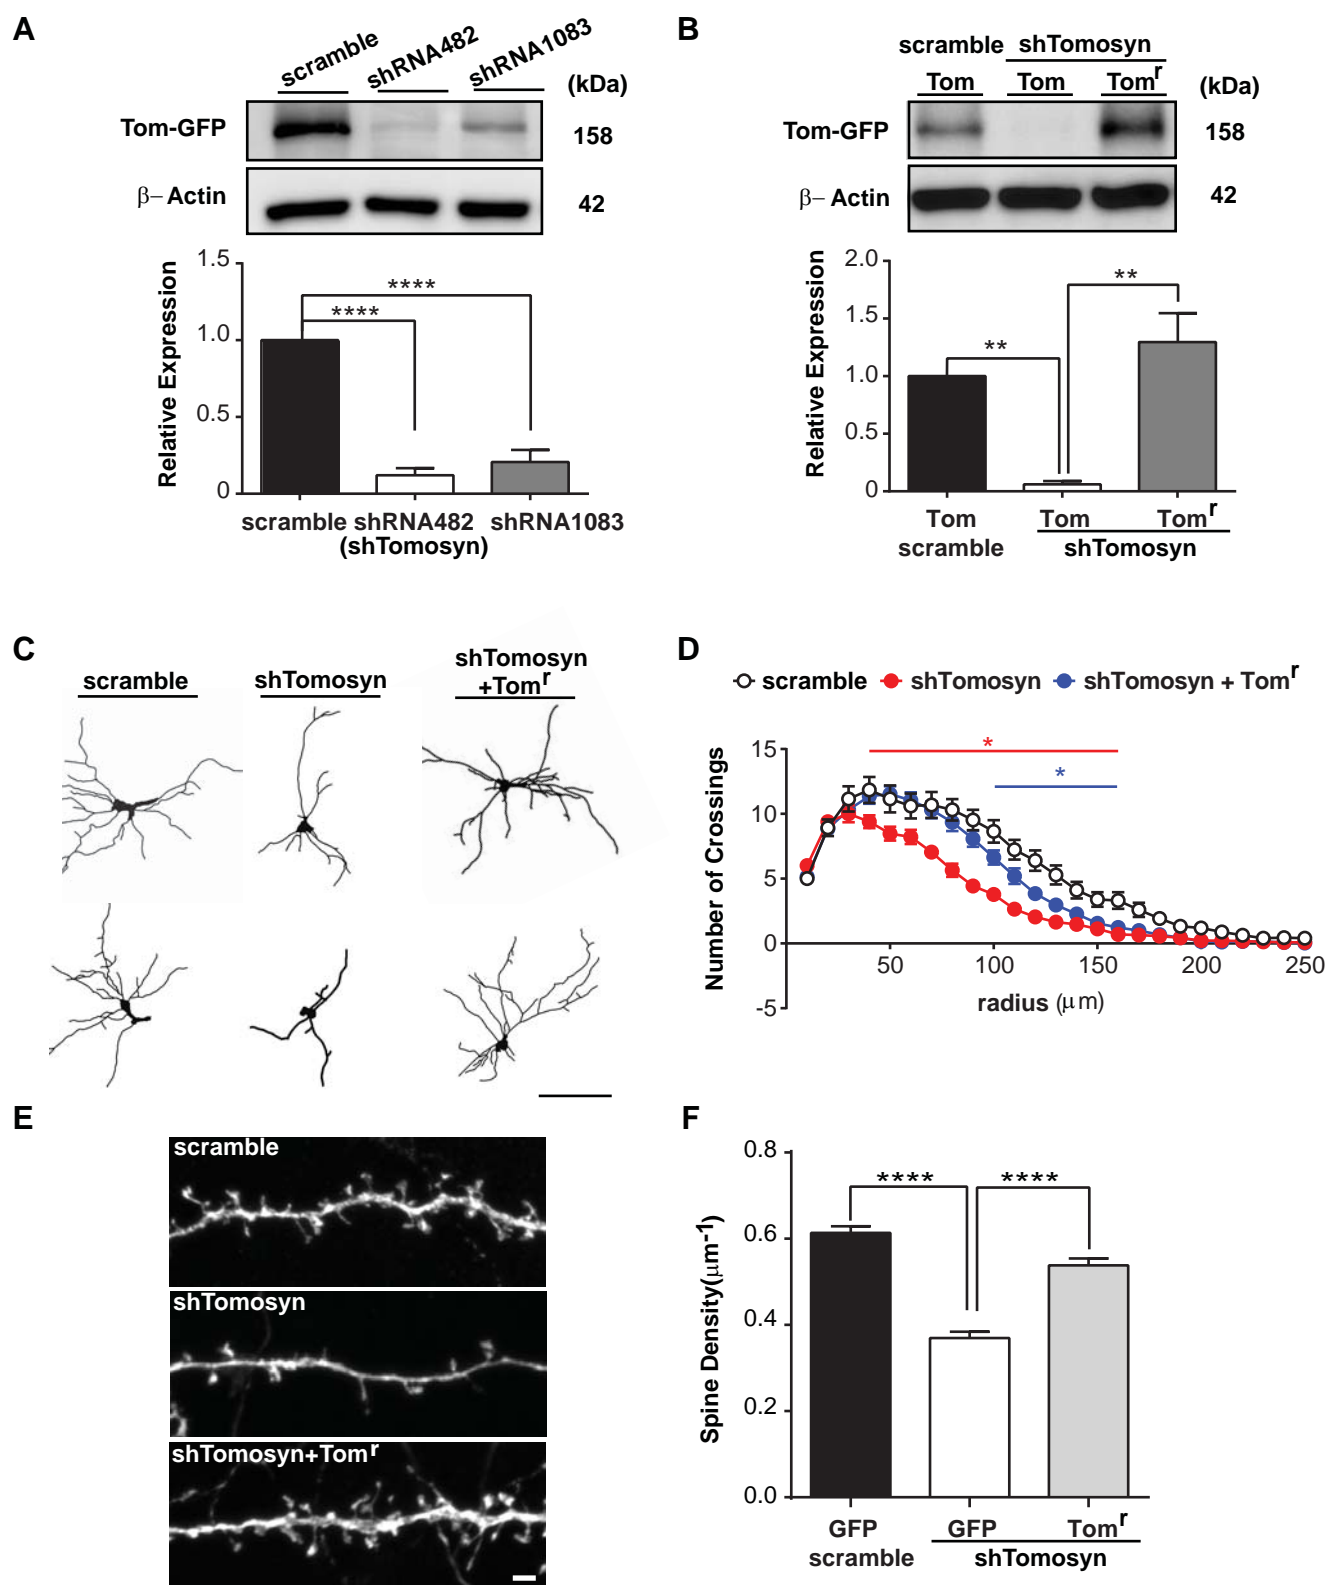 A
scramble
shRNA482
shRNA1083
(kDa)
Tom-GFP
158
β– Actin
42
Relative Expression
1.5
1.0
0.5
0
****
****
scramble
shRNA482
(shTomosyn)
shRNA1083
B
scramble
shTomosyn
Tom
Tom
Tomʳ
(kDa)
Tom-GFP
158
β– Actin
42
Relative Expression
2.0
1.5
1.0
0.5
0
**
**
Tom
scramble
Tom
Tomʳ
shTomosyn
C
scramble
shTomosyn
shTomosyn
+Tomʳ
D
scramble
shTomosyn
shTomosyn + Tomʳ
Number of Crossings
15
10
5
0
-5
*
*
50
100
150
200
250
radius (μm)
E
scramble
shTomosyn
shTomosyn+Tomʳ
F
Spine Density(μm⁻¹)
0.8
0.6
0.4
0.2
0.0
****
****
GFP
scramble
GFP
Tomʳ
shTomosyn